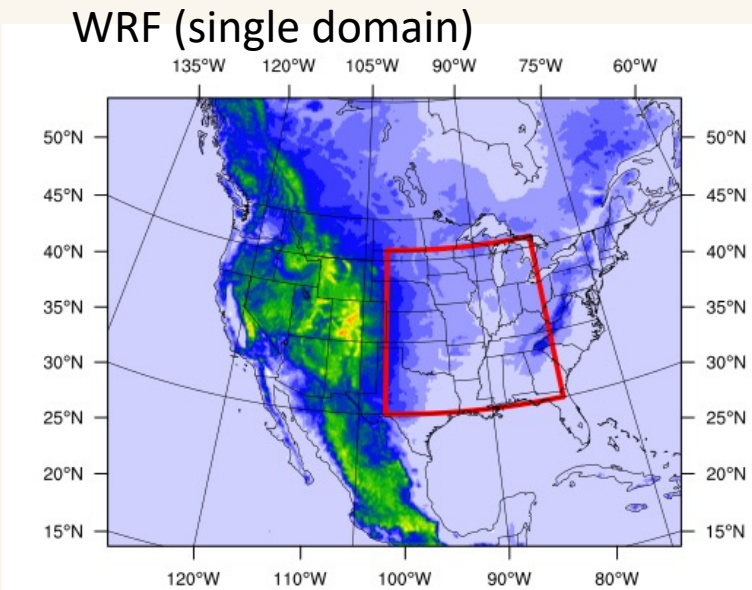 WRF (single domain)
135°W 120°W 105°W 90°W 75°W 60°W
50°N 50°N
45°N 45°N
40°N 40°N
35°N 35°N
30°N 30°N
25°N 25°N
20°N 20°N
15°N 15°N
120°W 110°W 100°W 90°W 80°W